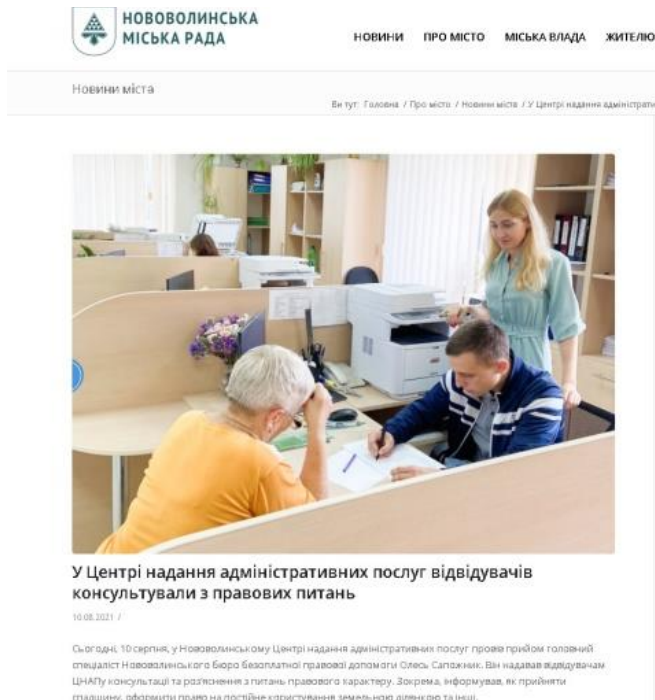 НОВОВОЛИНСЬКА
МІСЬКА РАДА
НОВИНИ ПРО МІСТО МІСЬКА ВЛАДА ЖИТЕЛЮ
Новини міста
Ви тут: Головна / Про місто / Новини міста / У Центрі надання адміністрати
У Центрі надання адміністративних послуг відвідувачів
консультували з правових питань
10.08.2021 /
Сьогодні, 10 серпня, у Нововолинському Центрі надання адміністративних послуг провів прийом головний
спеціаліст Нововолинського бюро безоплатної правової допомоги Олесь Сапожник. Він надавав відвідувачам
ЦНАПу консультації та роз'яснення з питань правового характеру. Зокрема, інформував, як прийняти
спадщину, оформити право на постійне користування земельною ділянкою та інші.